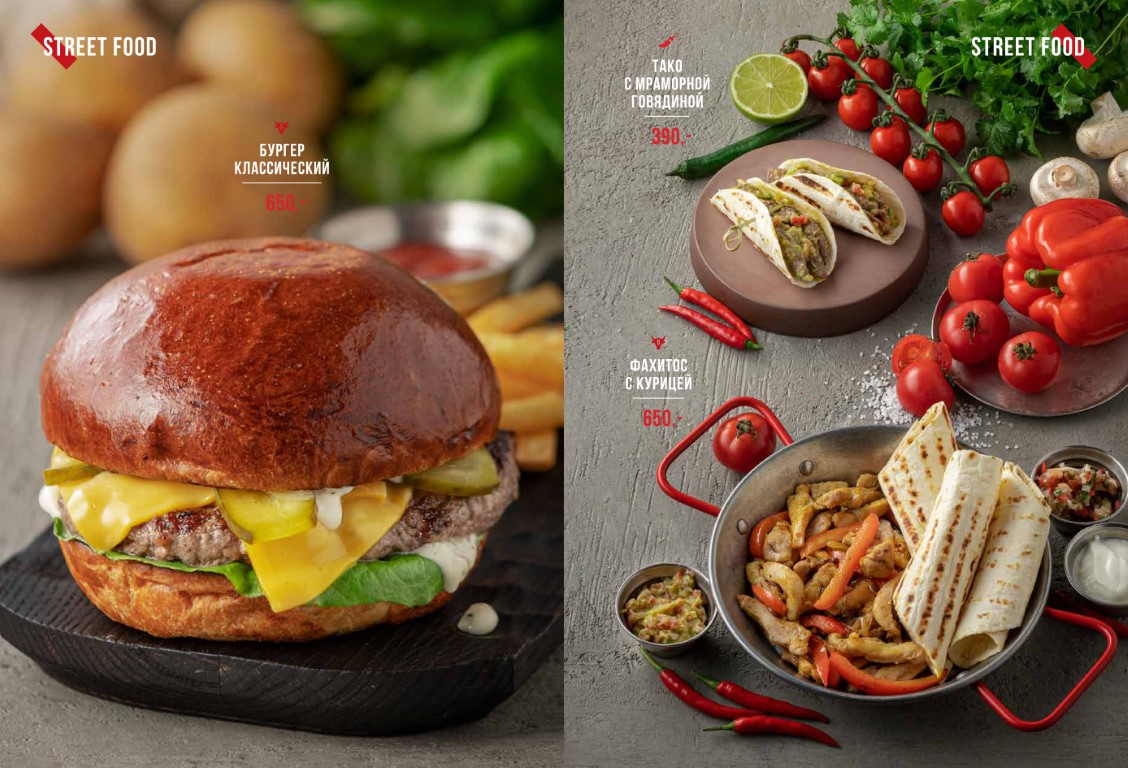 STREET FOOD
БУРГЕР
КЛАССИЧЕСКИЙ
650.-
STREET FOOD
ТАКО
С МРАМОРНОЙ
ГОВЯДИНОЙ
390.-
ФАХИТОС
С КУРИЦЕЙ
650.-